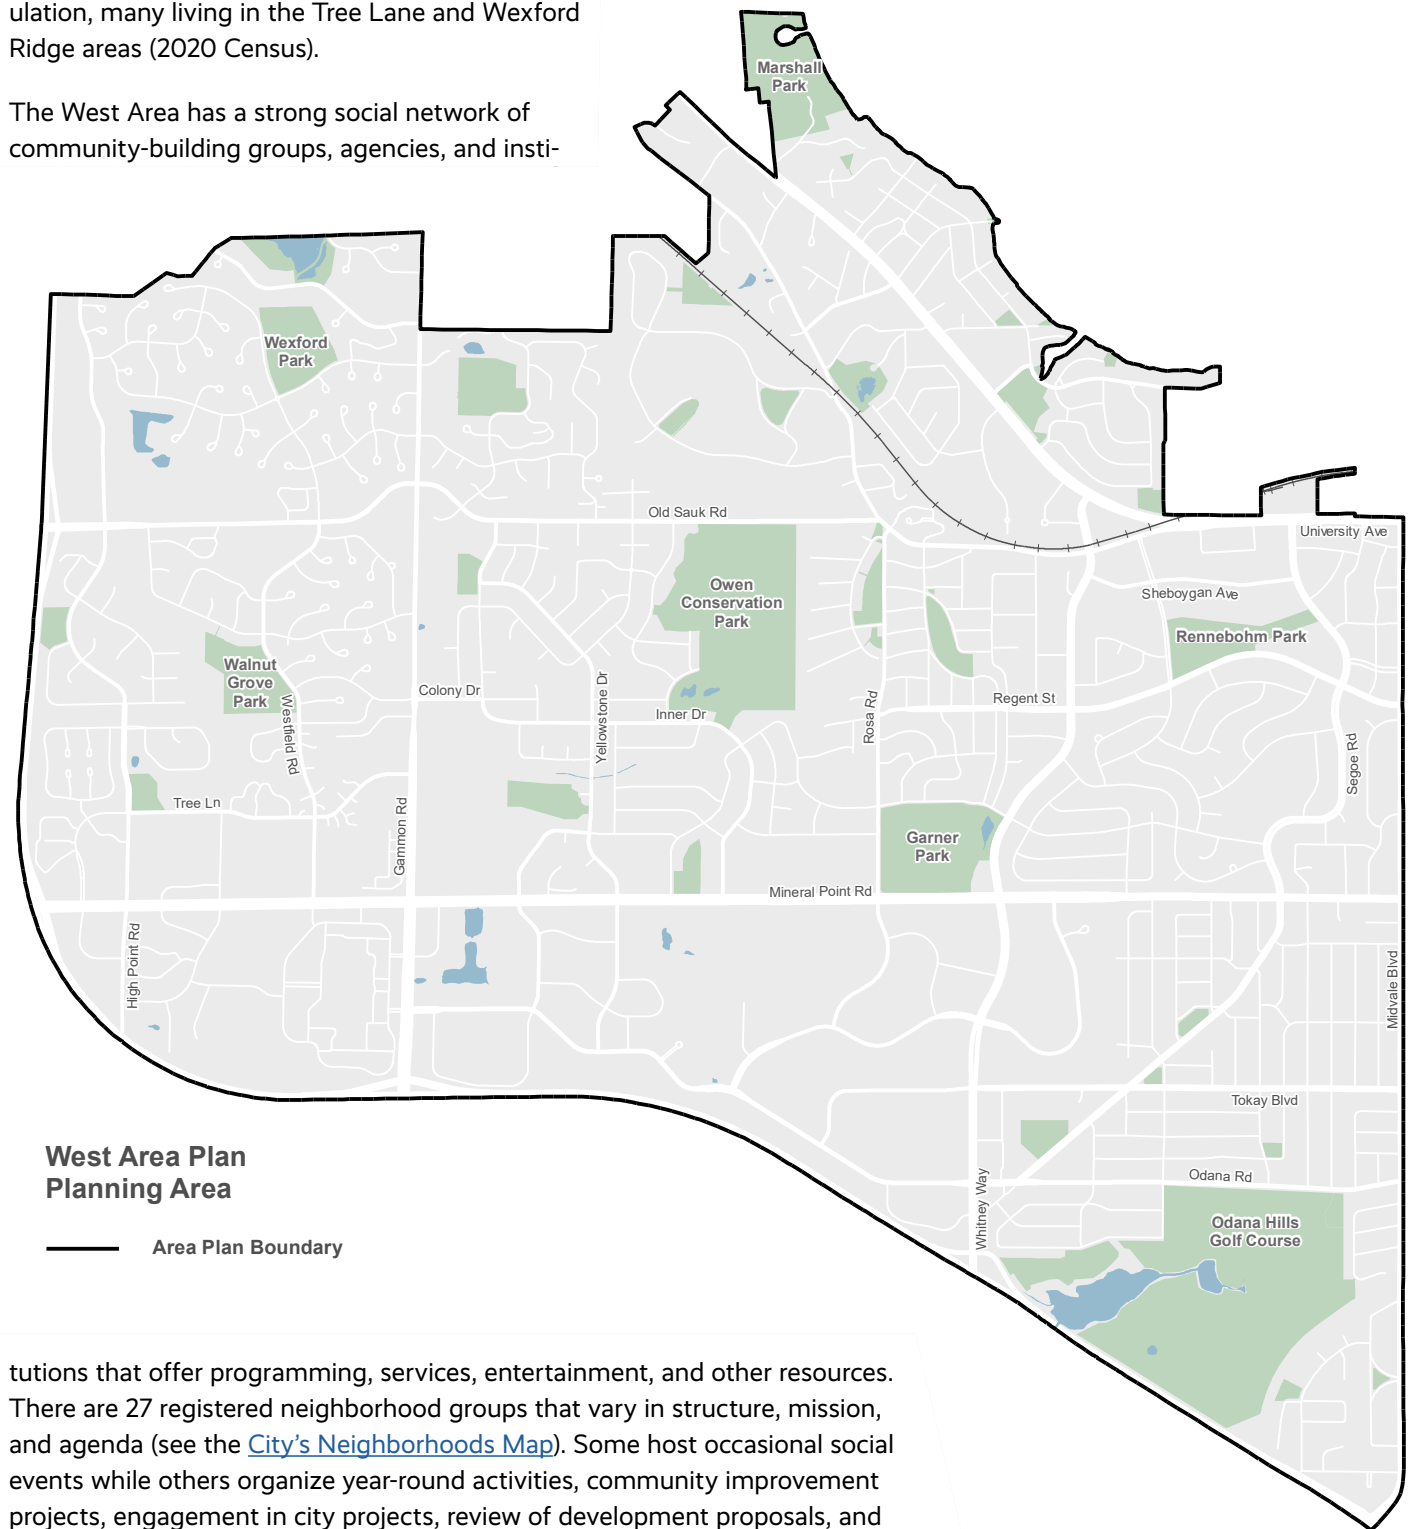 ulation, many living in the Tree Lane and Wexford
Ridge areas (2020 Census).
The West Area has a strong social network of
community-building groups, agencies, and insti-
Marshall
Park
Wexford
Park
Old Sauk Rd
University Ave
Owen
Conservation
Park
Sheboygan Ave
Rennebohm Park
Walnut
Grove
Park
Colony Dr
Westfield Rd
Yellowstone Dr
Inner Dr
Rosa Rd
Regent St
Segoe Rd
Tree Ln
Gammon Rd
Garner
Park
Mineral Point Rd
High Point Rd
Midvale Blvd
Tokay Blvd
West Area Plan
Planning Area
Area Plan Boundary
Whitney Way
Odana Rd
Odana Hills
Golf Course
tutions that offer programming, services, entertainment, and other resources.
There are 27 registered neighborhood groups that vary in structure, mission,
and agenda (see the City’s Neighborhoods Map). Some host occasional social
events while others organize year-round activities, community improvement
projects, engagement in city projects, review of development proposals, and